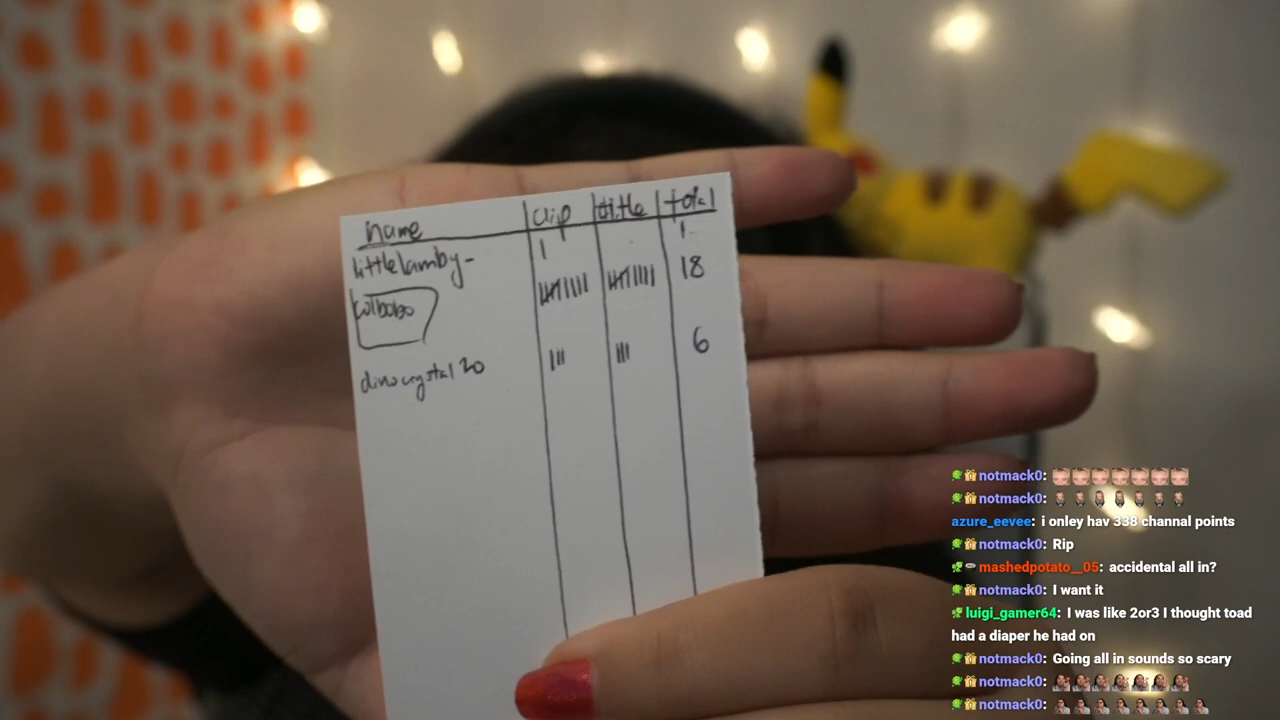 name clip title total
littlelamby- 1 1
18
dinocrystal20 6
notmack0:
notmack0:
azure_eevee: i onley hav 338 channal points
notmack0: Rip
mashedpotato__05: accidental all in?
notmack0: I want it
luigi_gamer64: I was like 2or3 I thought toad
had a diaper he had on
notmack0: Going all in sounds so scary
notmack0:
notmack0: